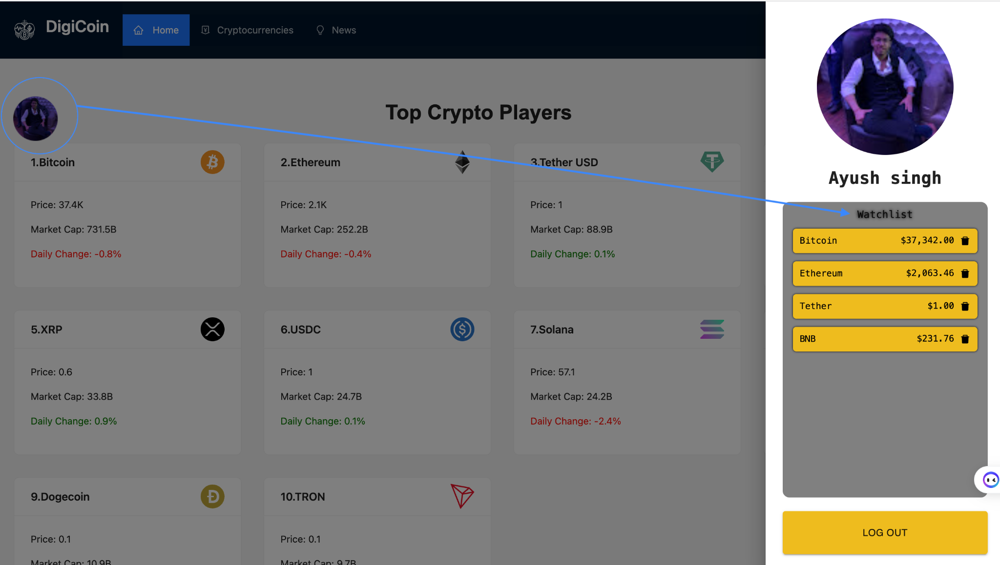 DigiCoin
Home
Cryptocurrencies
News
Top Crypto Players
1.Bitcoin
Price: 37.4K
Market Cap: 731.5B
Daily Change: -0.8%
2.Ethereum
Price: 2.1K
Market Cap: 252.2B
Daily Change: -0.4%
3.Tether USD
Price: 1
Market Cap: 88.9B
Daily Change: 0.1%
5.XRP
Price: 0.6
Market Cap: 33.8B
Daily Change: 0.9%
6.USDC
Price: 1
Market Cap: 24.7B
Daily Change: 0.1%
7.Solana
Price: 57.1
Market Cap: 24.2B
Daily Change: -2.4%
9.Dogecoin
Price: 0.1
Market Cap: 10.9B
10.TRON
Price: 0.1
Market Cap: 9.7B
Ayush singh
Watchlist
Bitcoin $37,342.00
Ethereum $2,063.46
Tether $1.00
BNB $231.76
LOG OUT